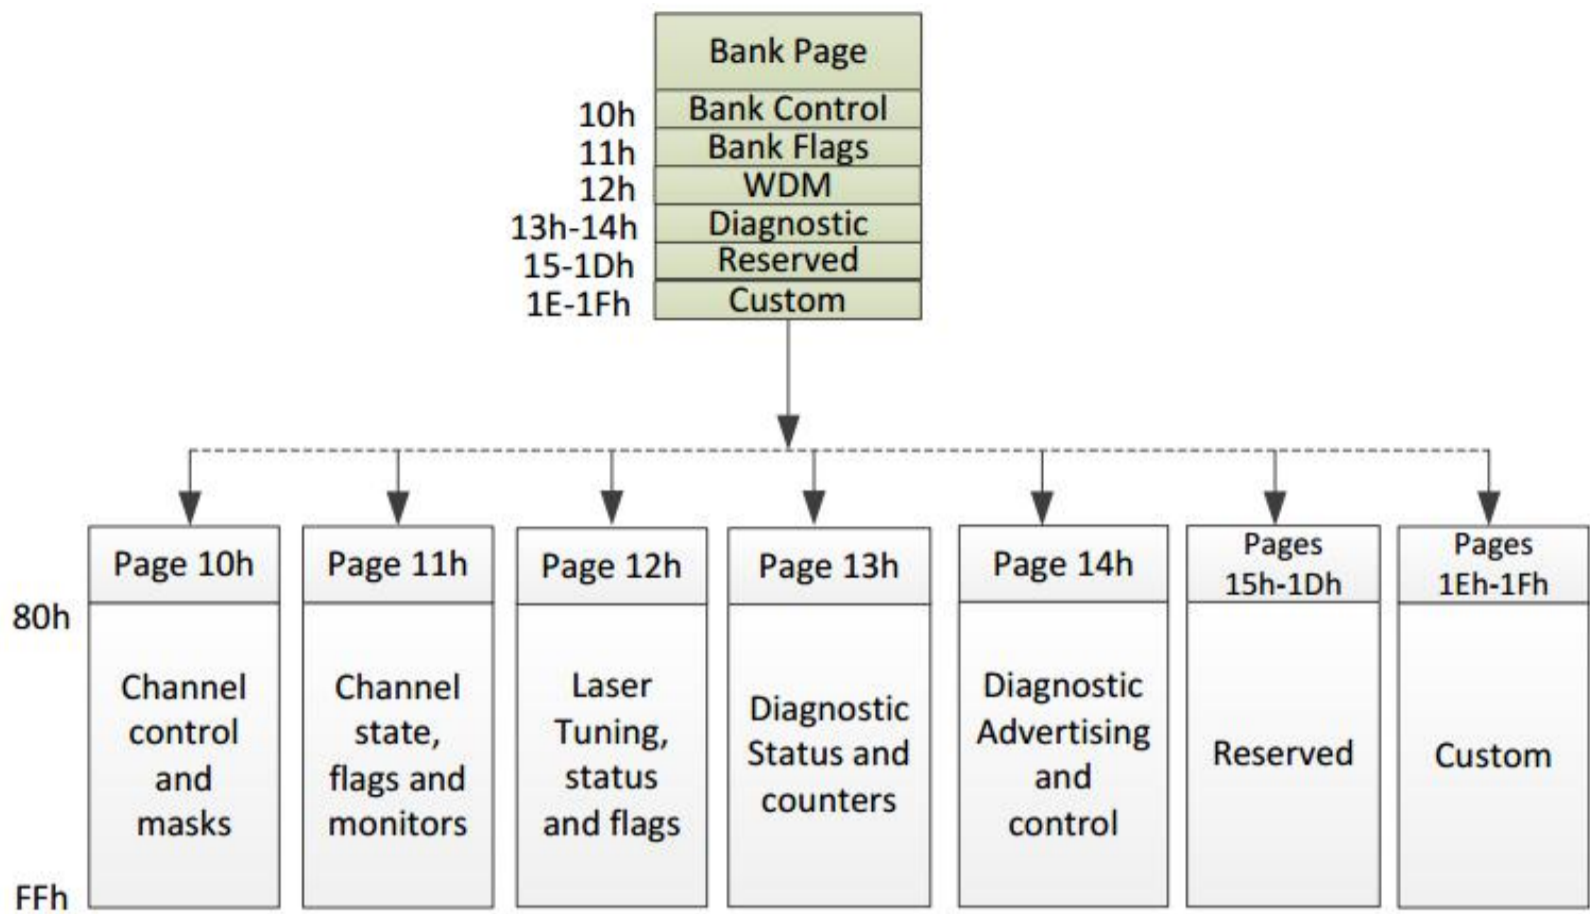 Bank Page
10h Bank Control
11h Bank Flags
12h WDM
13h-14h Diagnostic
15-1Dh Reserved
1E-1Fh Custom
Page 10h
Page 11h
Page 12h
Page 13h
Page 14h
Pages
15h-1Dh
Pages
1Eh-1Fh
80h
FFh
Channel
control
and
masks
Channel
state,
flags and
monitors
Laser
Tuning,
status
and flags
Diagnostic
Status and
counters
Diagnostic
Advertising
and
control
Reserved
Custom